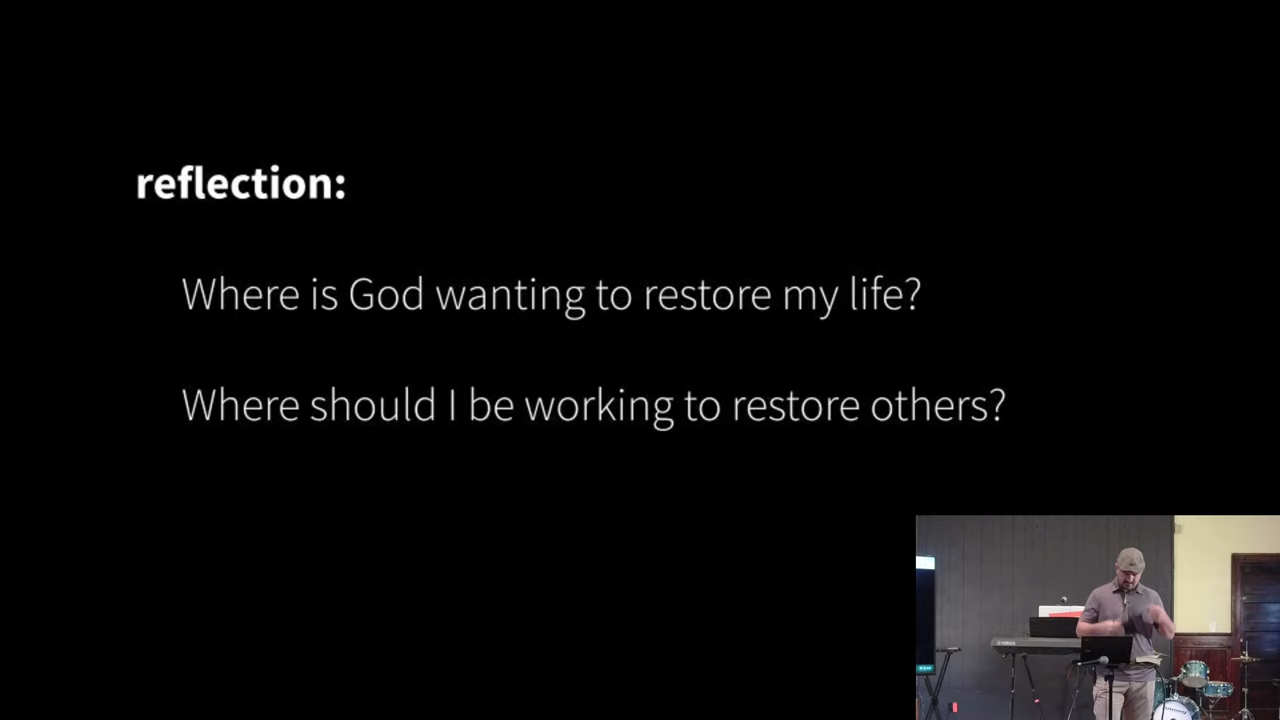 reflection:
Where is God wanting to restore my life?
Where should I be working to restore others?